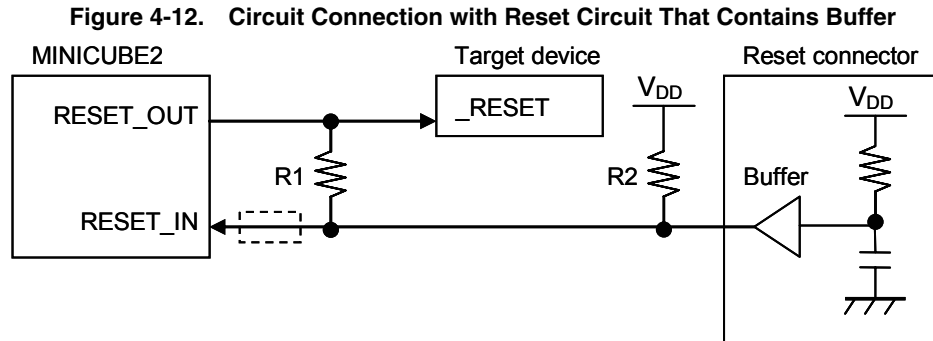 Figure 4-12. Circuit Connection with Reset Circuit That Contains Buffer
MINICUBE2
Target device
Reset connector
RESET_OUT
_RESET
VDD
VDD
R1
R2
Buffer
RESET_IN